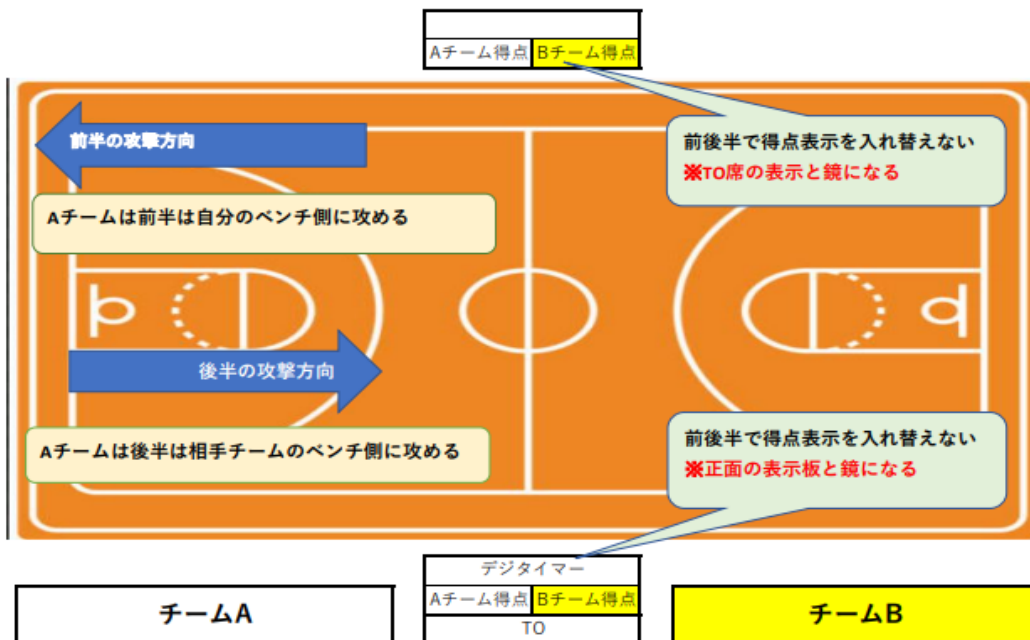 Aチーム得点 Bチーム得点
前半の攻撃方向
前後半で得点表示を入れ替えない
※TO席の表示と鏡になる
Aチームは前半は自分のベンチ側に攻める
後半の攻撃方向
Aチームは後半は相手チームのベンチ側に攻める
前後半で得点表示を入れ替えない
※正面の表示板と鏡になる
デジタイマー
Aチーム得点 Bチーム得点
TO
チームA
チームB